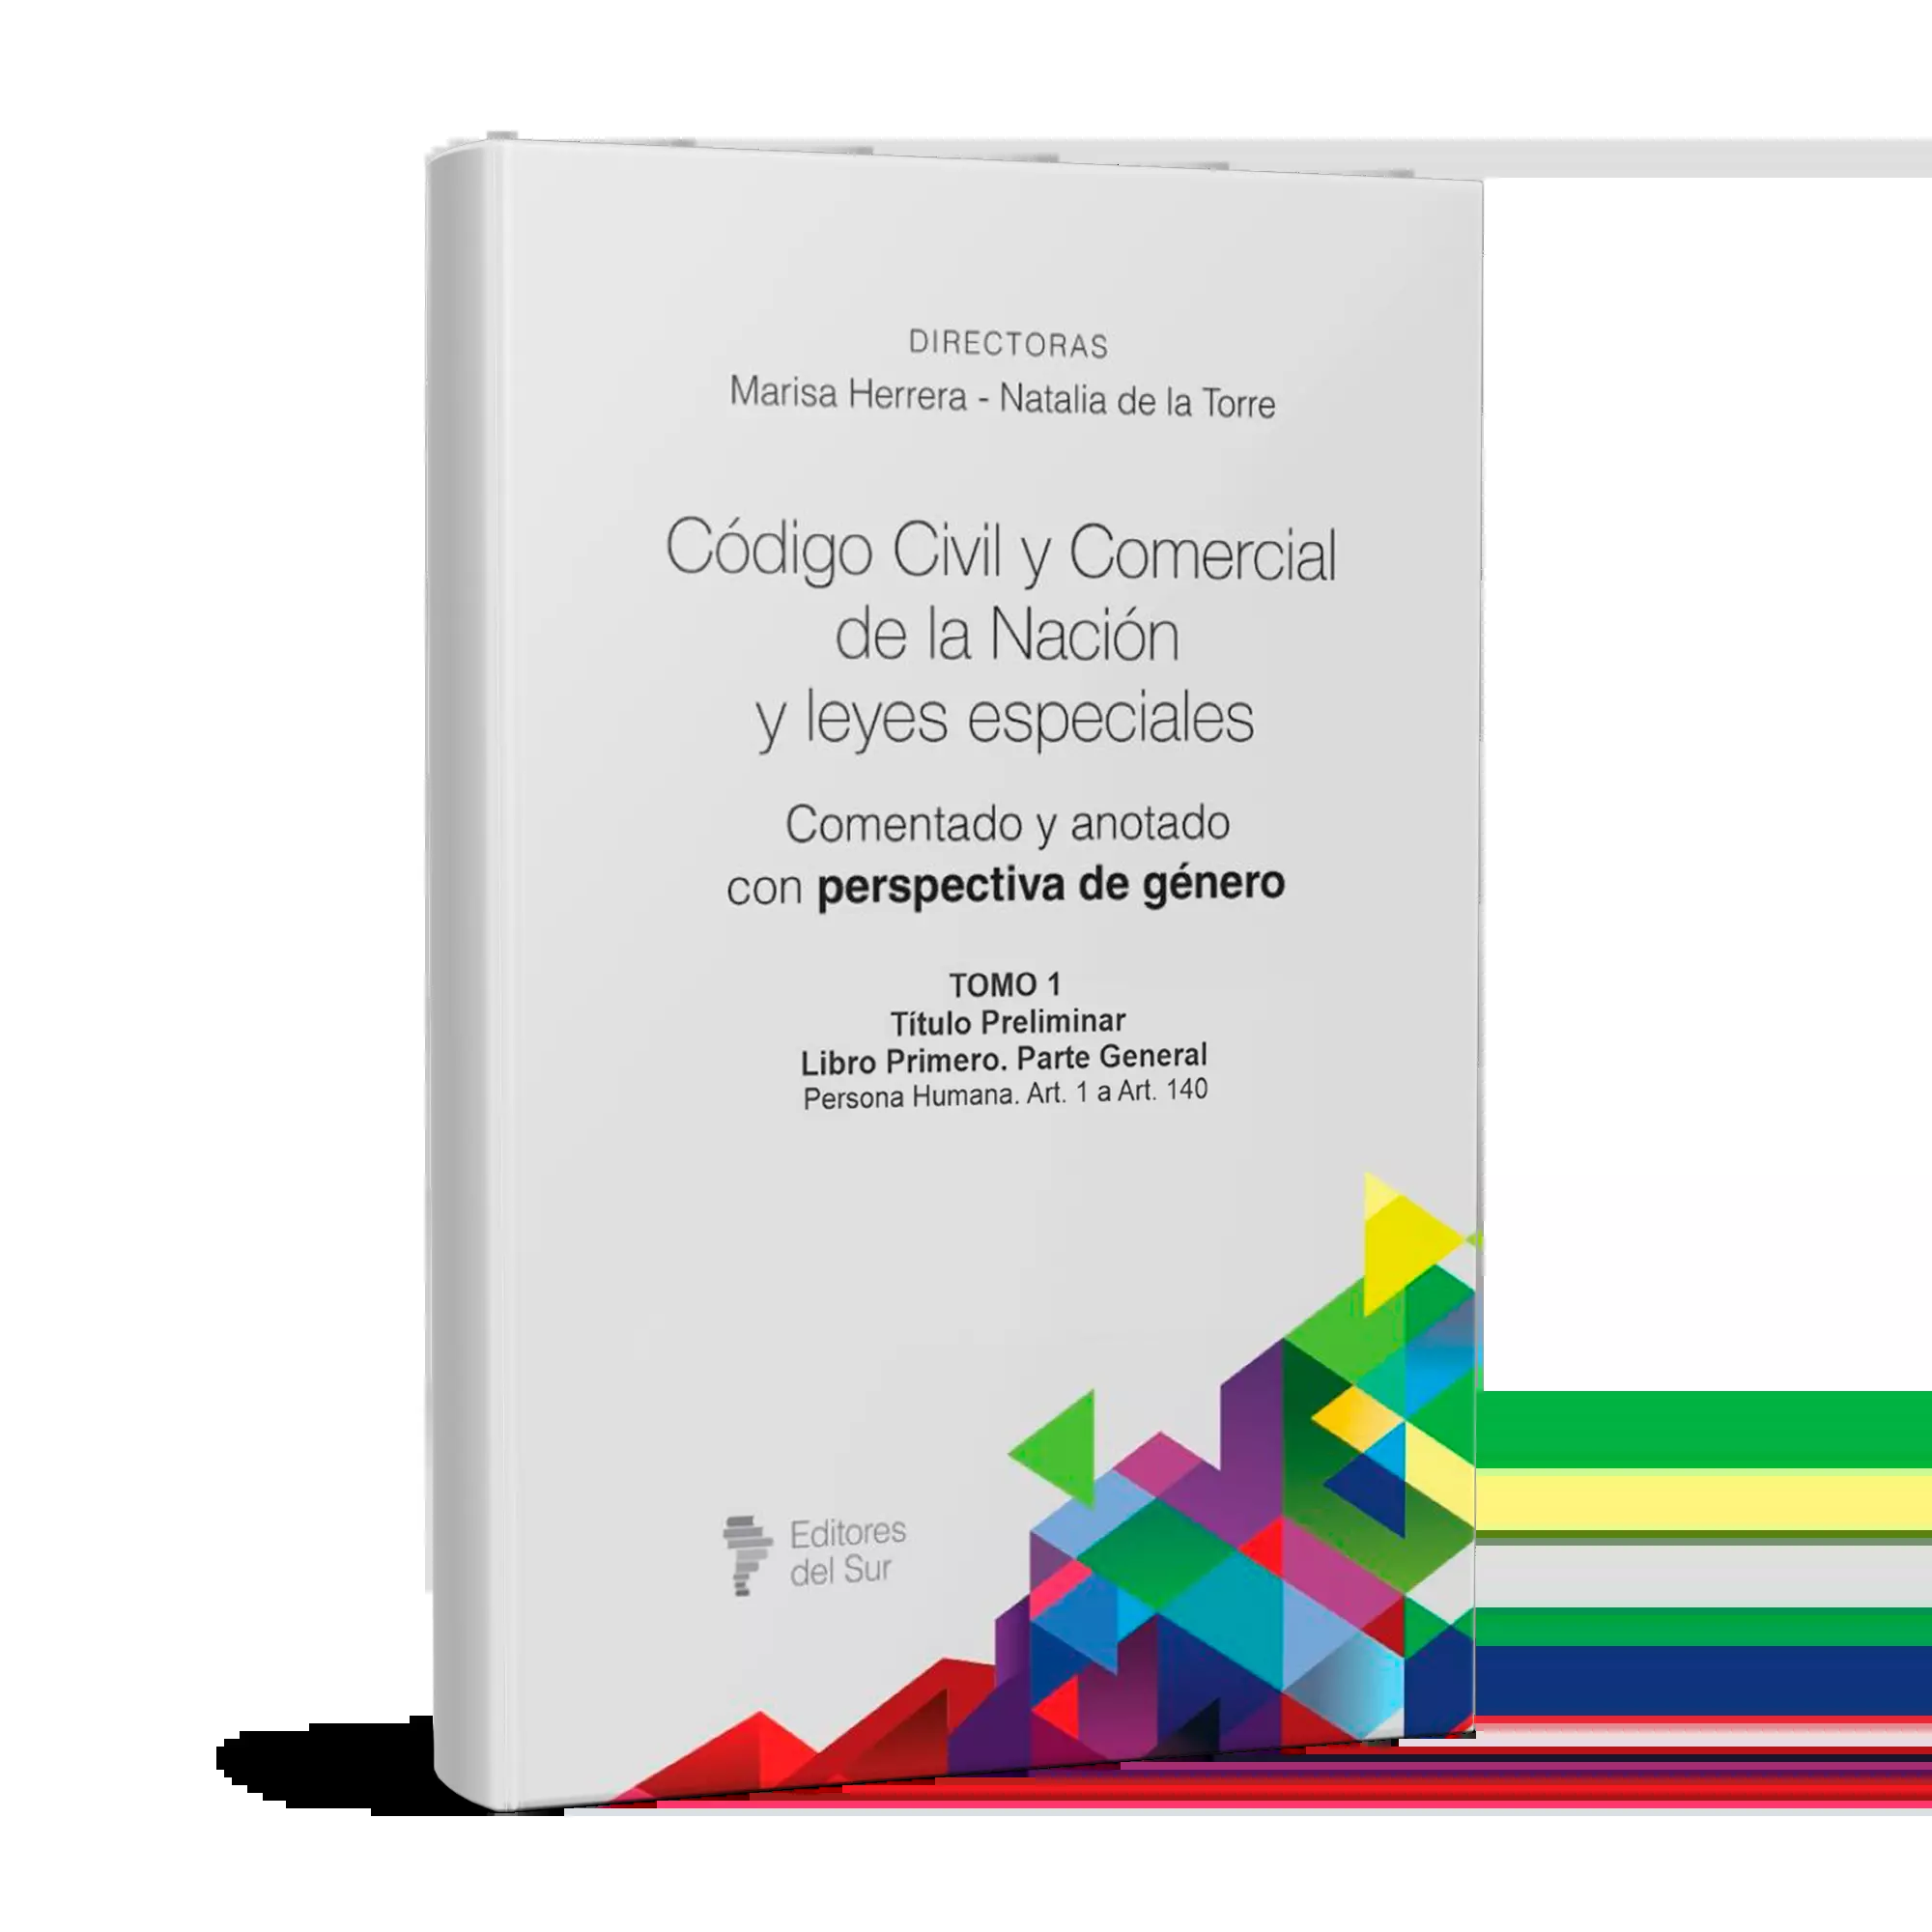 DIRECTORAS
Marisa Herrera - Natalia de la Torre
Código Civil y Comercial
de la Nación
y leyes especiales
Comentado y anotado
con perspectiva de género
TOMO 1
Título Preliminar
Libro Primero. Parte General
Persona Humana. Art. 1 a Art. 140
Editores
del Sur